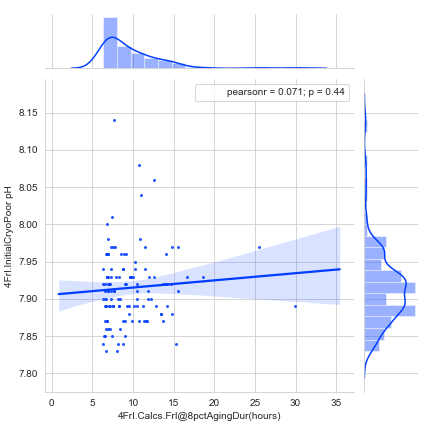 pearsonr = 0.071; p = 0.44
8.15
8.10
8.05
8.00
7.95
7.90
7.85
7.80
4Frl.InitialCryoPoor pH
0 5 10 15 20 25 30 35
4Frl.Calcs.Frl@8pctAgingDur(hours)